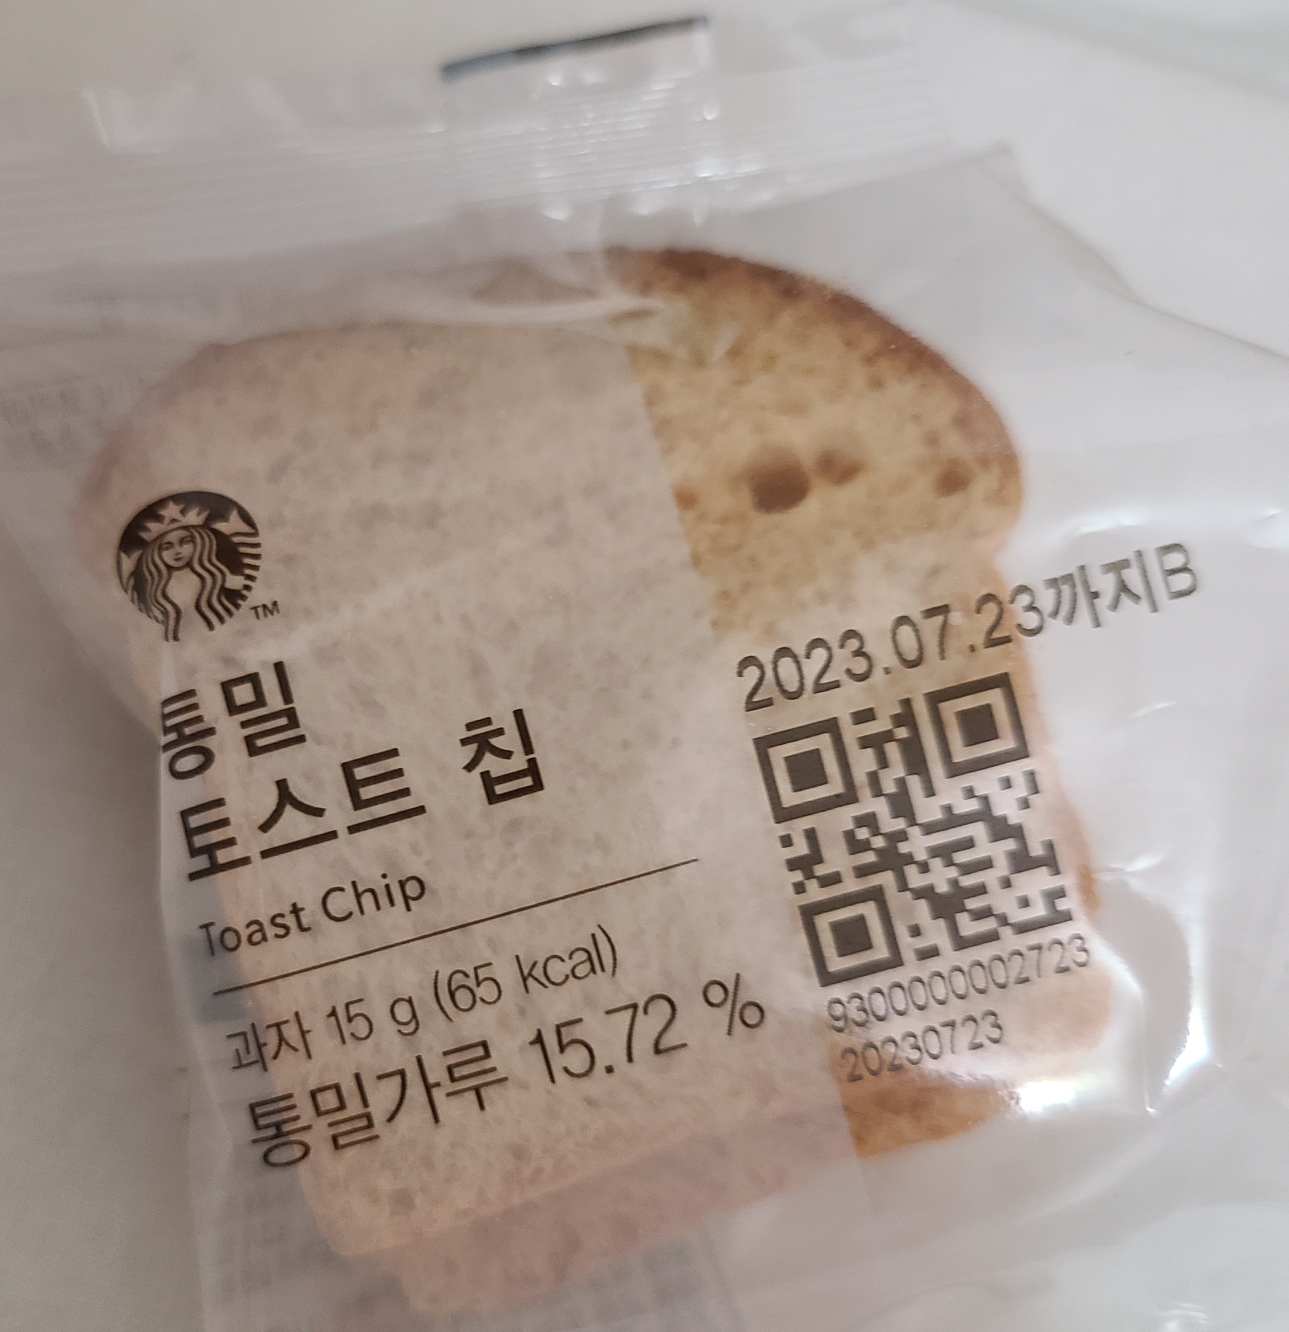 TM
통밀
토스트 칩
Toast Chip
과자 15 g (65 kcal)
통밀가루 15.72 %
2023.07.23까지B
9300000002723
20230723